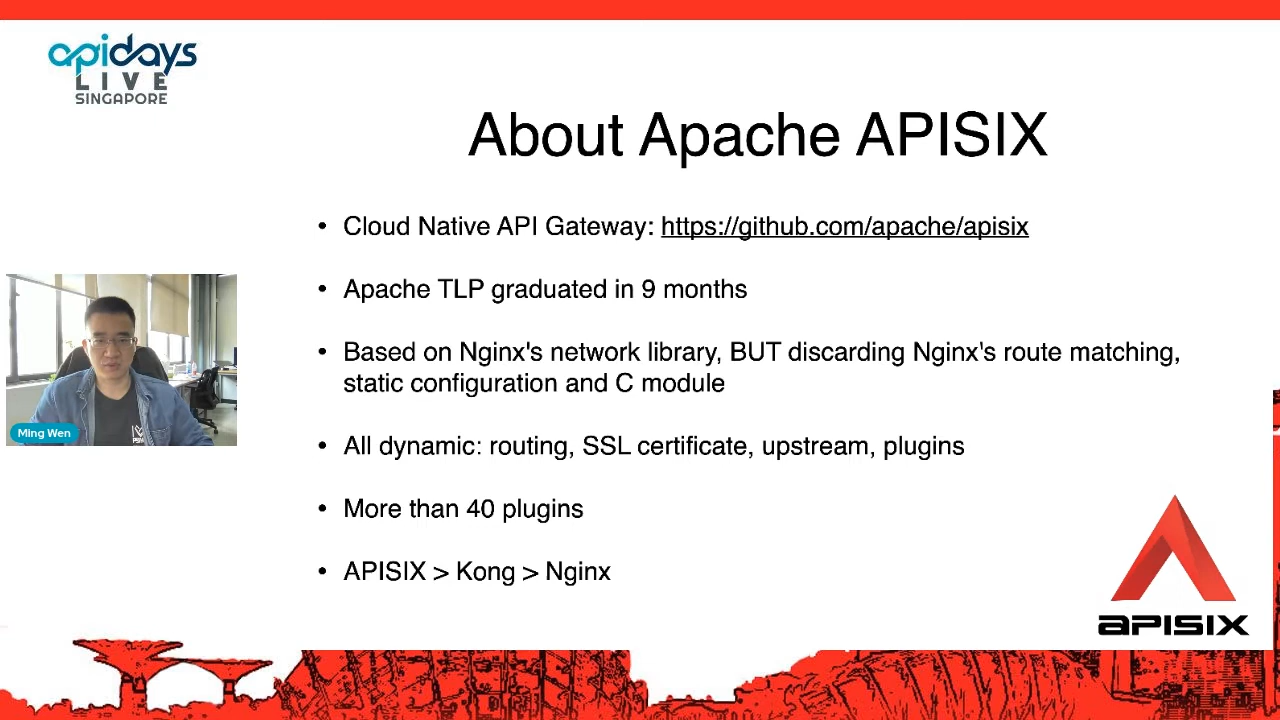 apidays
LIVE
SINGAPORE
About Apache APISIX
• Cloud Native API Gateway: https://github.com/apache/apisix
• Apache TLP graduated in 9 months
• Based on Nginx's network library, BUT discarding Nginx's route matching,
static configuration and C module
• All dynamic: routing, SSL certificate, upstream, plugins
• More than 40 plugins
• APISIX > Kong > Nginx
Ming Wen
APISIX